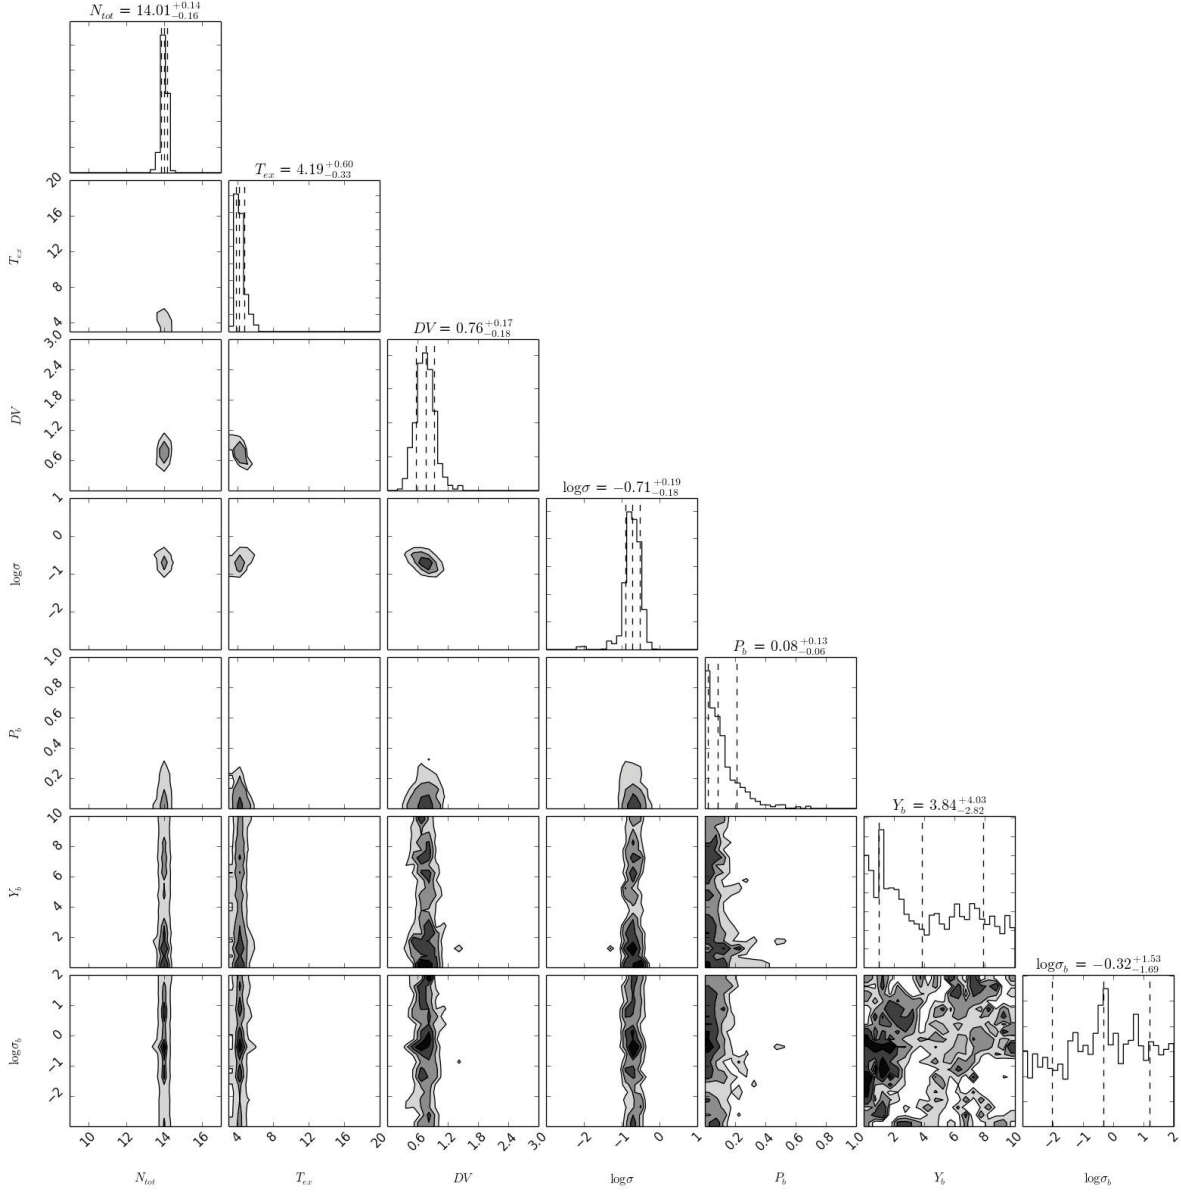 N_tot = 14.01^{+0.14}_{-0.16}
T_ex = 4.19^{+0.60}_{-0.33}
20
16
12
8
4
T_ex
DV = 0.76^{+0.17}_{-0.18}
3.0
2.4
1.8
1.2
0.6
DV
logσ = −0.71^{+0.19}_{-0.18}
1
0
−1
−2
3.0
logσ
P_b = 0.08^{+0.13}_{-0.06}
1.0
0.8
0.6
0.4
0.2
P_b
Y_b = 3.84^{+4.03}_{-2.82}
10
8
6
4
2
Y_b
logσ_b = −0.32^{+1.53}_{-1.69}
2
1
0
−1
−2
logσ_b
10 12 14 16
4 8 12 16 20
0.6 1.2 1.8 2.4 3.0
−2 −1 0 1
0.2 0.4 0.6 0.8 1.0
2 4 6 8 10
−2 −1 0 1 2
N_tot T_ex DV logσ P_b Y_b logσ_b